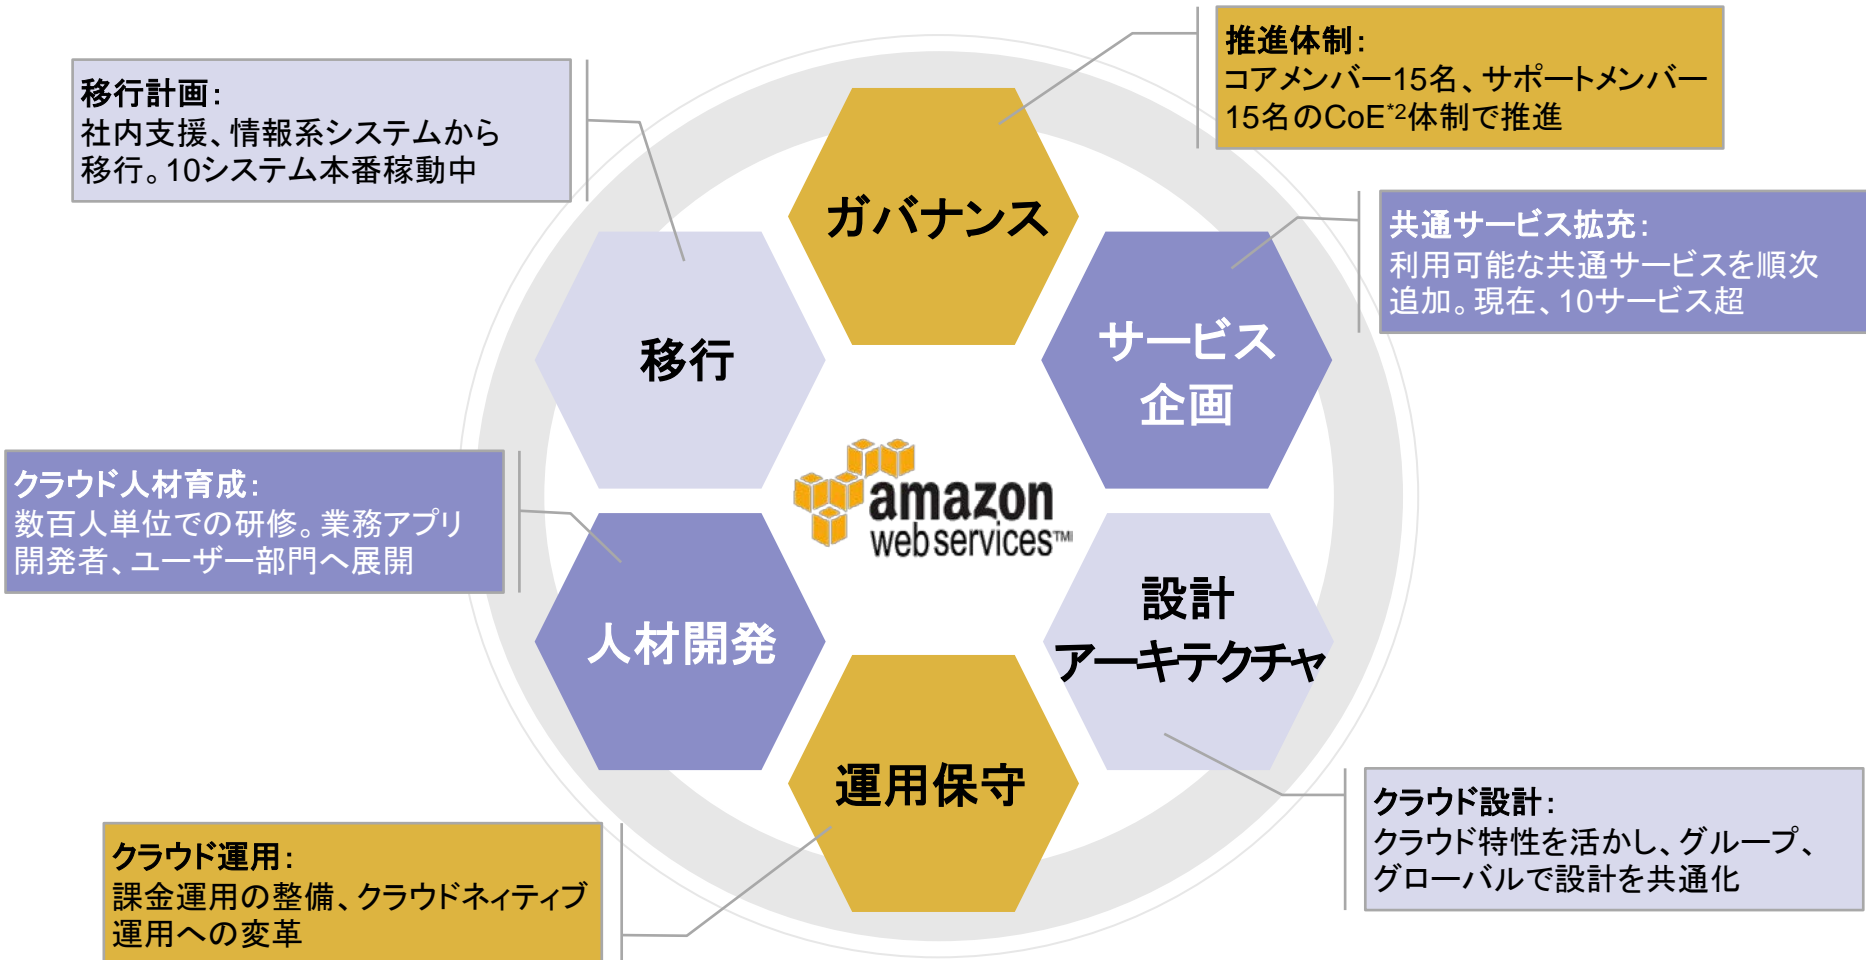 推進体制：
コアメンバー15名、サポートメンバー
15名のCoE*2体制で推進
移行計画：
社内支援、情報系システムから
移行。10システム本番稼動中
ガバナンス
共通サービス拡充：
利用可能な共通サービスを順次
追加。現在、10サービス超
サービス
企画
移行
amazon
web services™
クラウド人材育成：
数百人単位での研修。業務アプリ
開発者、ユーザー部門へ展開
設計
アーキテクチャ
人材開発
運用保守
クラウド設計：
クラウド特性を活かし、グループ、
グローバルで設計を共通化
クラウド運用：
課金運用の整備、クラウドネィティブ
運用への変革